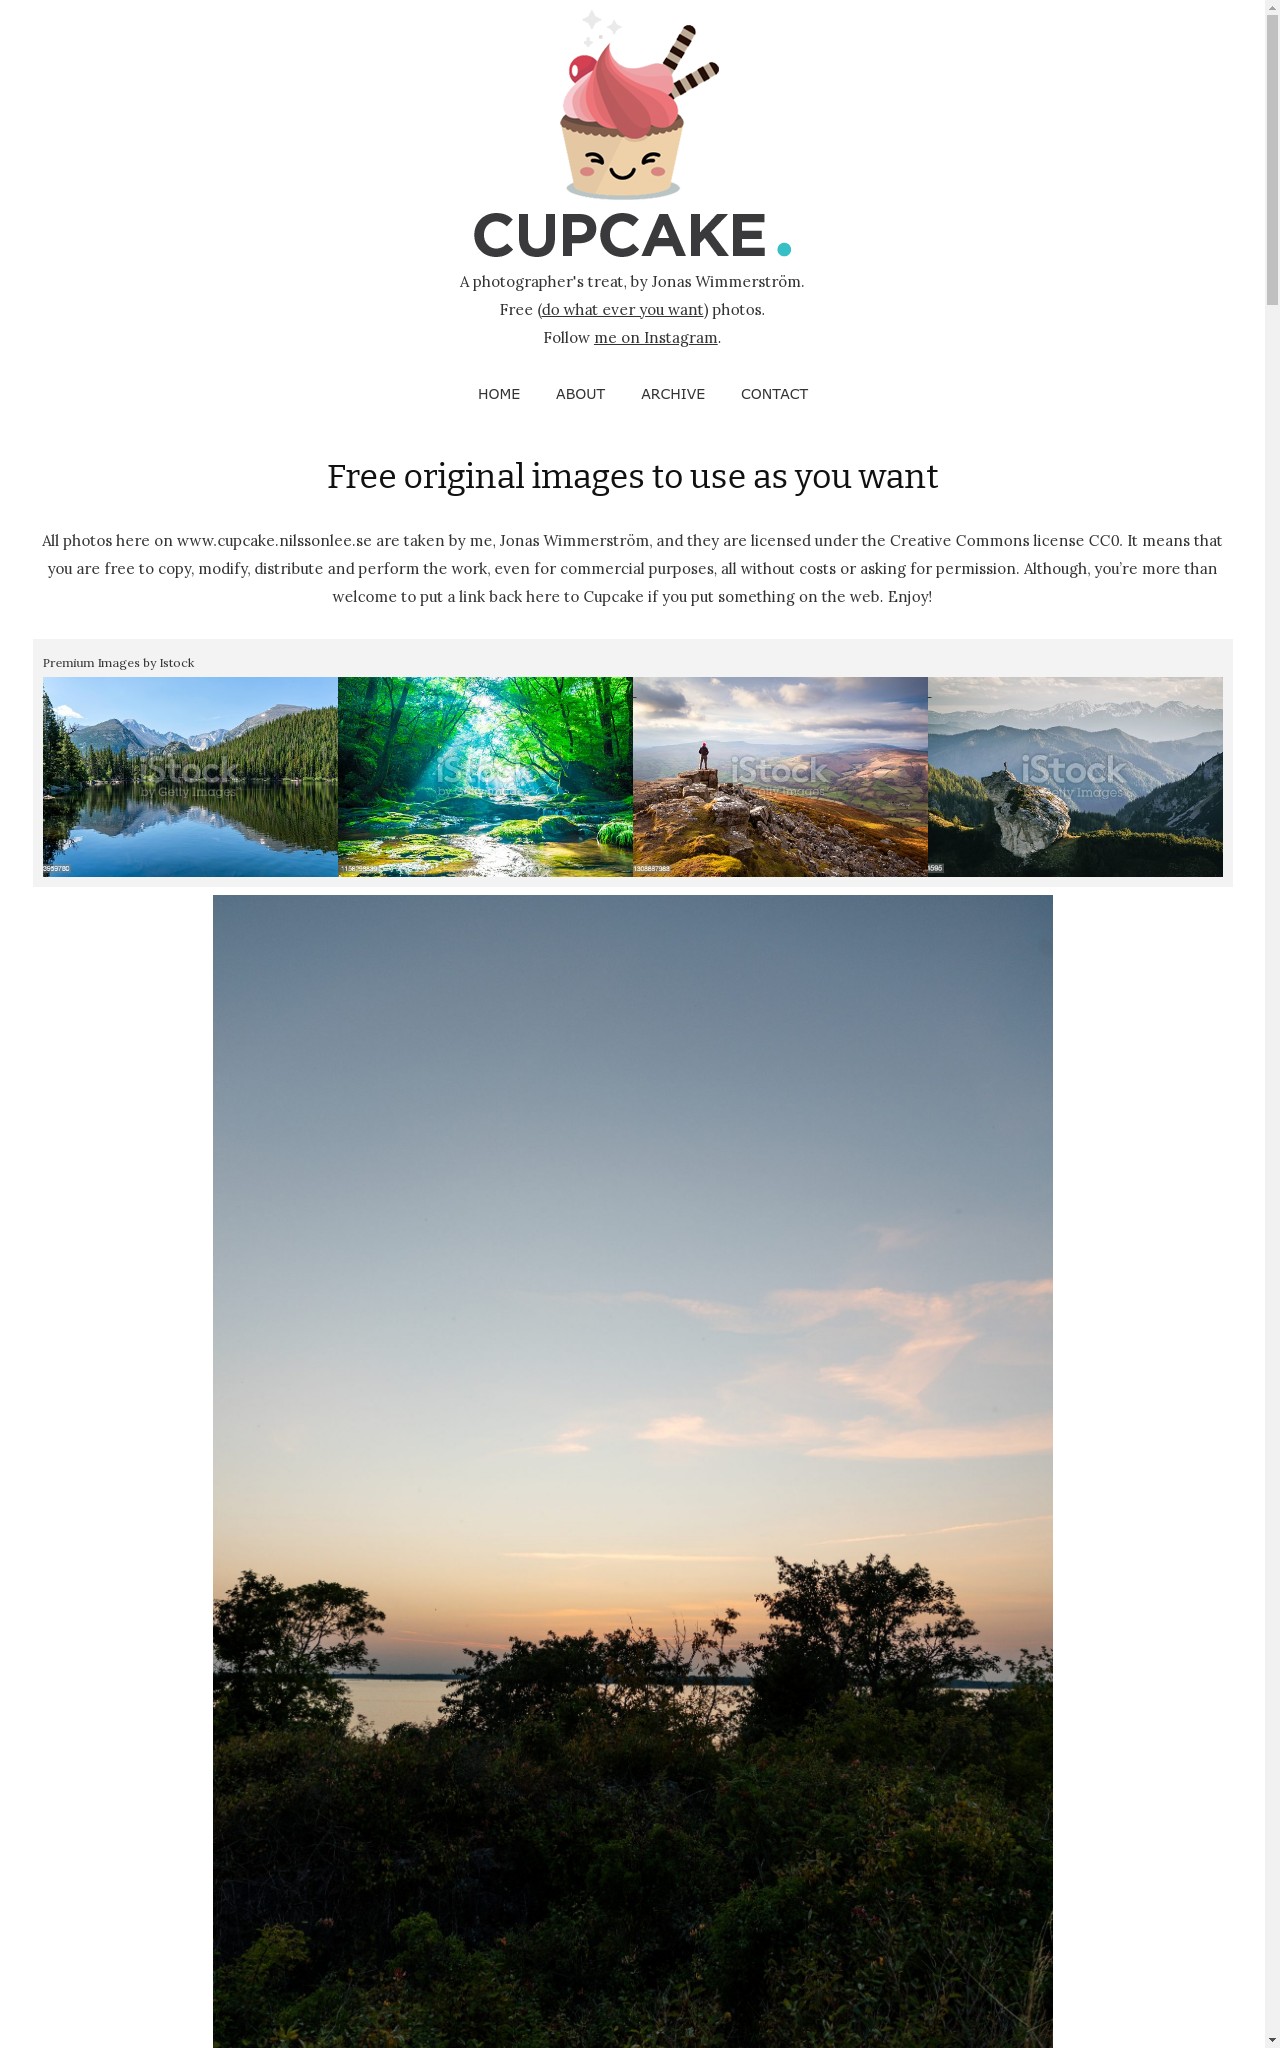 CUPCAKE.
A photographer's treat, by Jonas Wimmerström.
Free (do what ever you want) photos.
Follow me on Instagram.
HOME ABOUT ARCHIVE CONTACT
Free original images to use as you want
All photos here on www.cupcake.nilssonlee.se are taken by me, Jonas Wimmerström, and they are licensed under the Creative Commons license CC0. It means that
you are free to copy, modify, distribute and perform the work, even for commercial purposes, all without costs or asking for permission. Although, you’re more than
welcome to put a link back here to Cupcake if you put something on the web. Enjoy!
Premium Images by Istock
iStock iStock iStock iStock
by Getty Images by Getty Images Getty Images